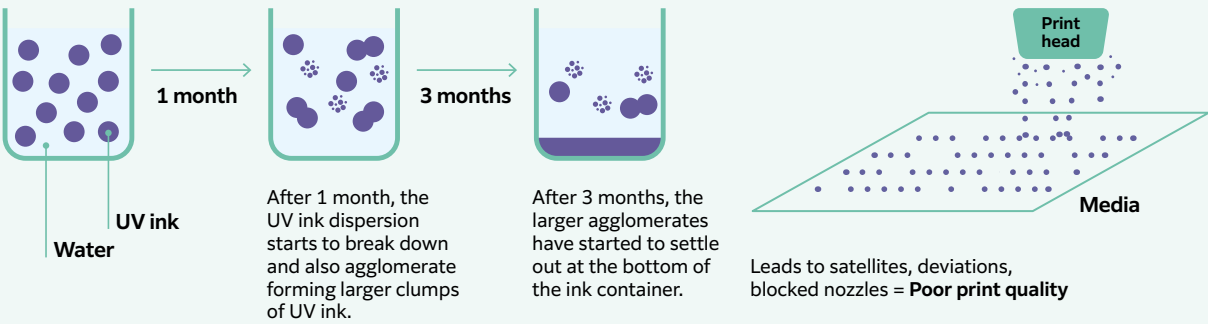 1 month
UV ink
Water
After 1 month, the
UV ink dispersion
starts to break down
and also agglomerate
forming larger clumps
of UV ink.
3 months
After 3 months, the
larger agglomerates
have started to settle
out at the bottom of
the ink container.
Print
head
Media
Leads to satellites, deviations,
blocked nozzles = Poor print quality